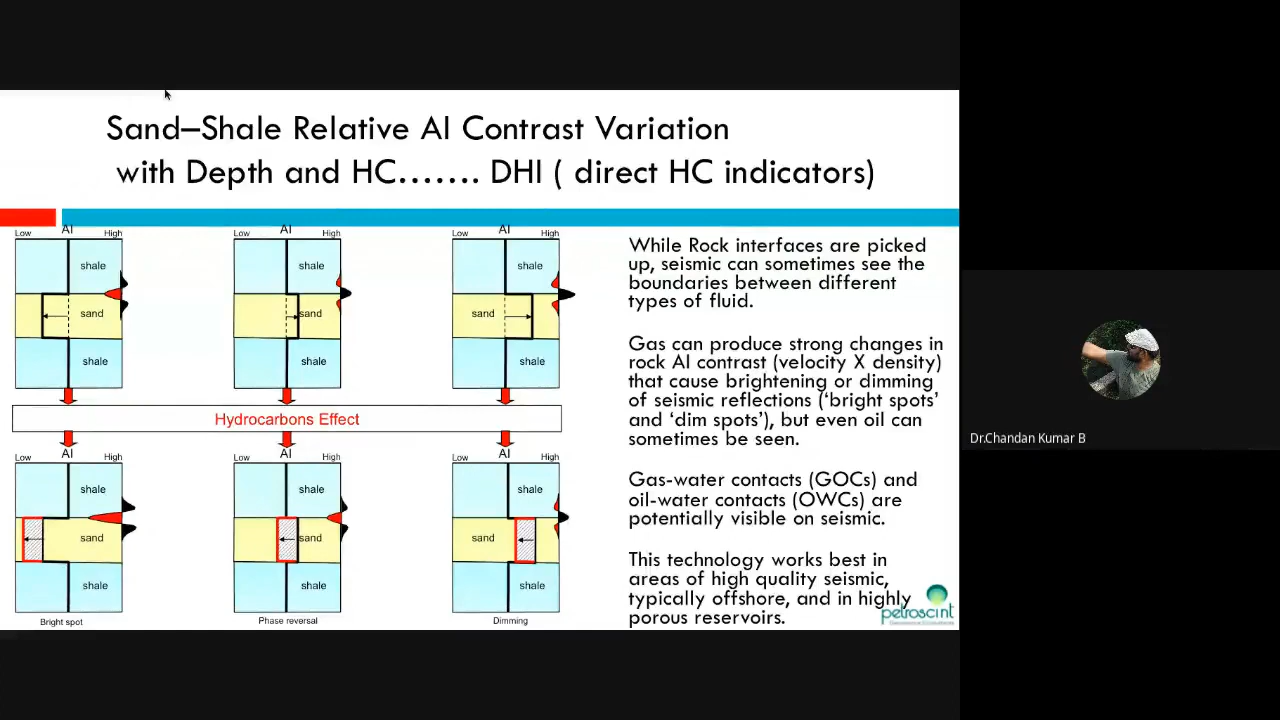 Sand–Shale Relative AI Contrast Variation
with Depth and HC……. DHI ( direct HC indicators)
Low AI High
shale
sand
shale
Low AI High
shale
sand
shale
Low AI High
shale
sand
shale
Hydrocarbons Effect
Low AI High
shale
sand
shale
Bright spot
Low AI High
shale
sand
shale
Phase reversal
Low AI High
shale
sand
shale
Dimming
While Rock interfaces are picked
up, seismic can sometimes see the
boundaries between different
types of fluid.
Gas can produce strong changes in
rock AI contrast (velocity X density)
that cause brightening or dimming
of seismic reflections (‘bright spots’
and ‘dim spots’), but even oil can
sometimes be seen.
Gas-water contacts (GOCs) and
oil-water contacts (OWCs) are
potentially visible on seismic.
This technology works best in
areas of high quality seismic,
typically offshore, and in highly
porous reservoirs.
petroscint
Dr.Chandan Kumar B